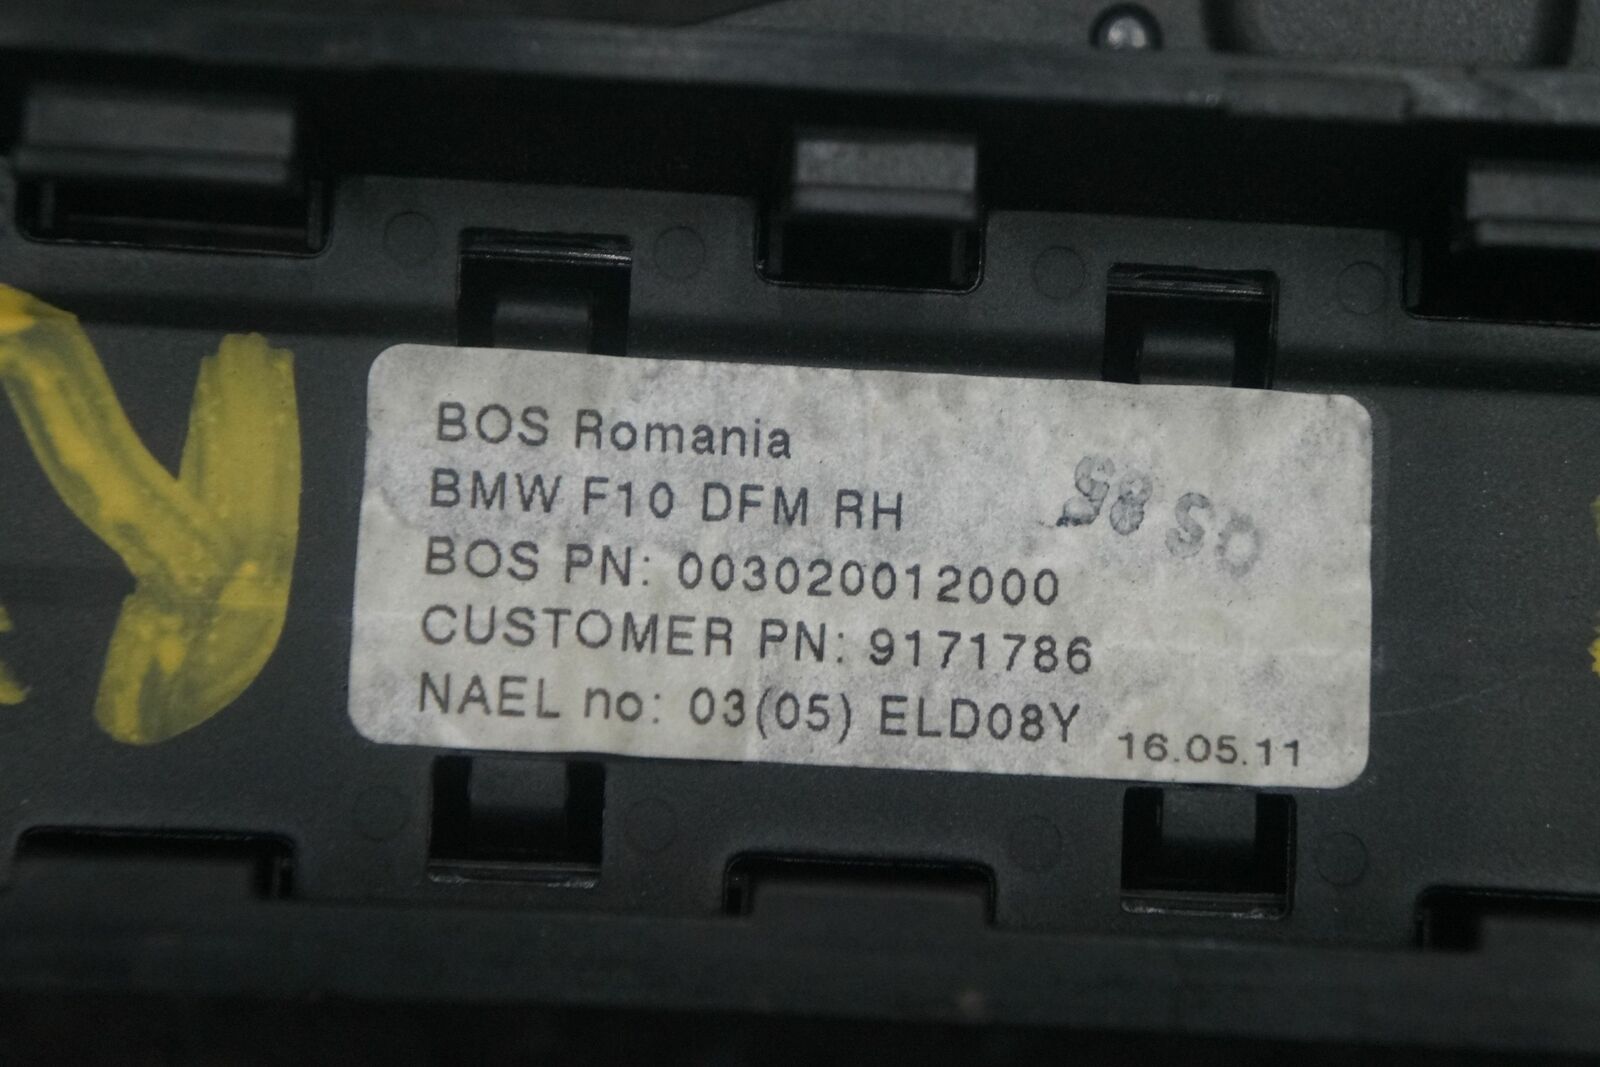 BOS Romania
BMW F10 DFM RH
BOS PN: 003020012000
CUSTOMER PN: 9171786
NAEL no: 03(05) ELD08Y
16.05.11